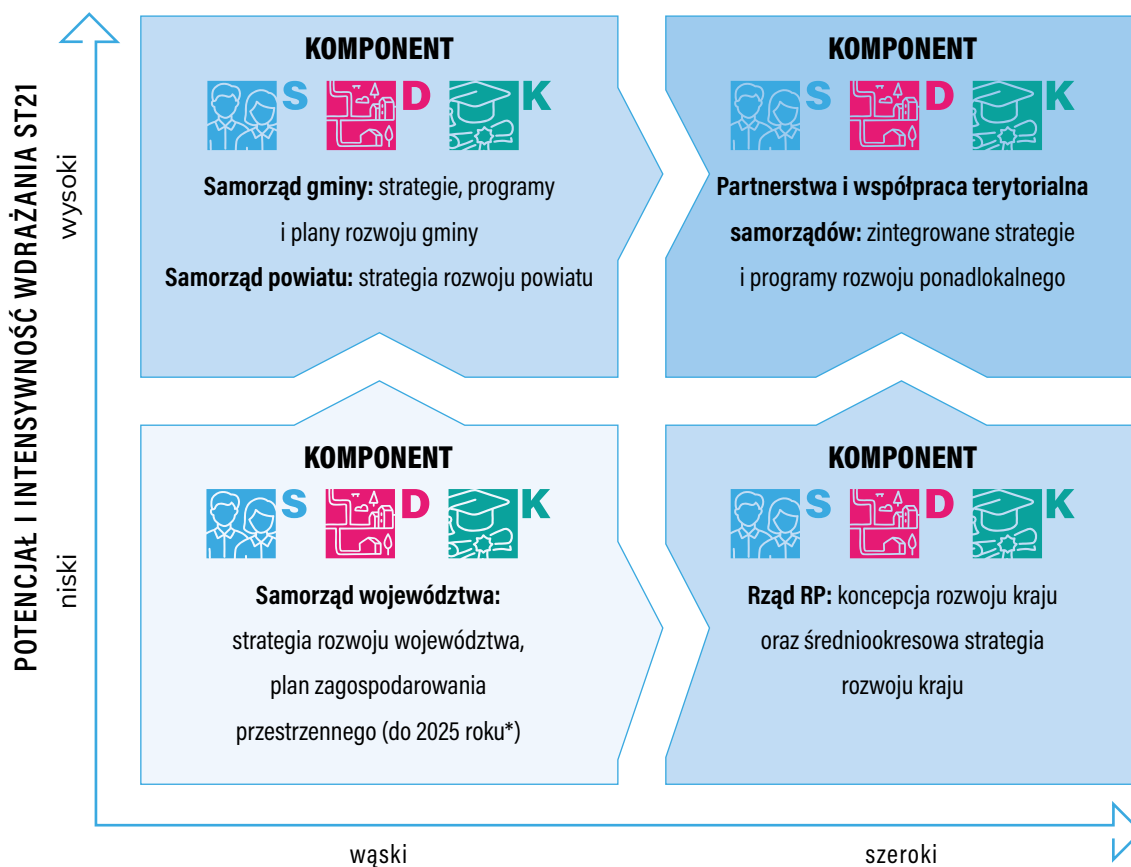 POTENCJAŁ I INTENSYWNOŚĆ WDRAŻANIA ST21
wysoki
niski
KOMPONENT
S D K
Samorząd gminy: strategie, programy
i plany rozwoju gminy
Samorząd powiatu: strategia rozwoju powiatu
KOMPONENT
S D K
Partnerstwa i współpraca terytorialna
samorządów: zintegrowane strategie
i programy rozwoju ponadlokalnego
KOMPONENT
S D K
Samorząd województwa:
strategia rozwoju województwa,
plan zagospodarowania
przestrzennego (do 2025 roku*)
KOMPONENT
S D K
Rząd RP: koncepcja rozwoju kraju
oraz średniookresowa strategia
rozwoju kraju
wąski
szeroki